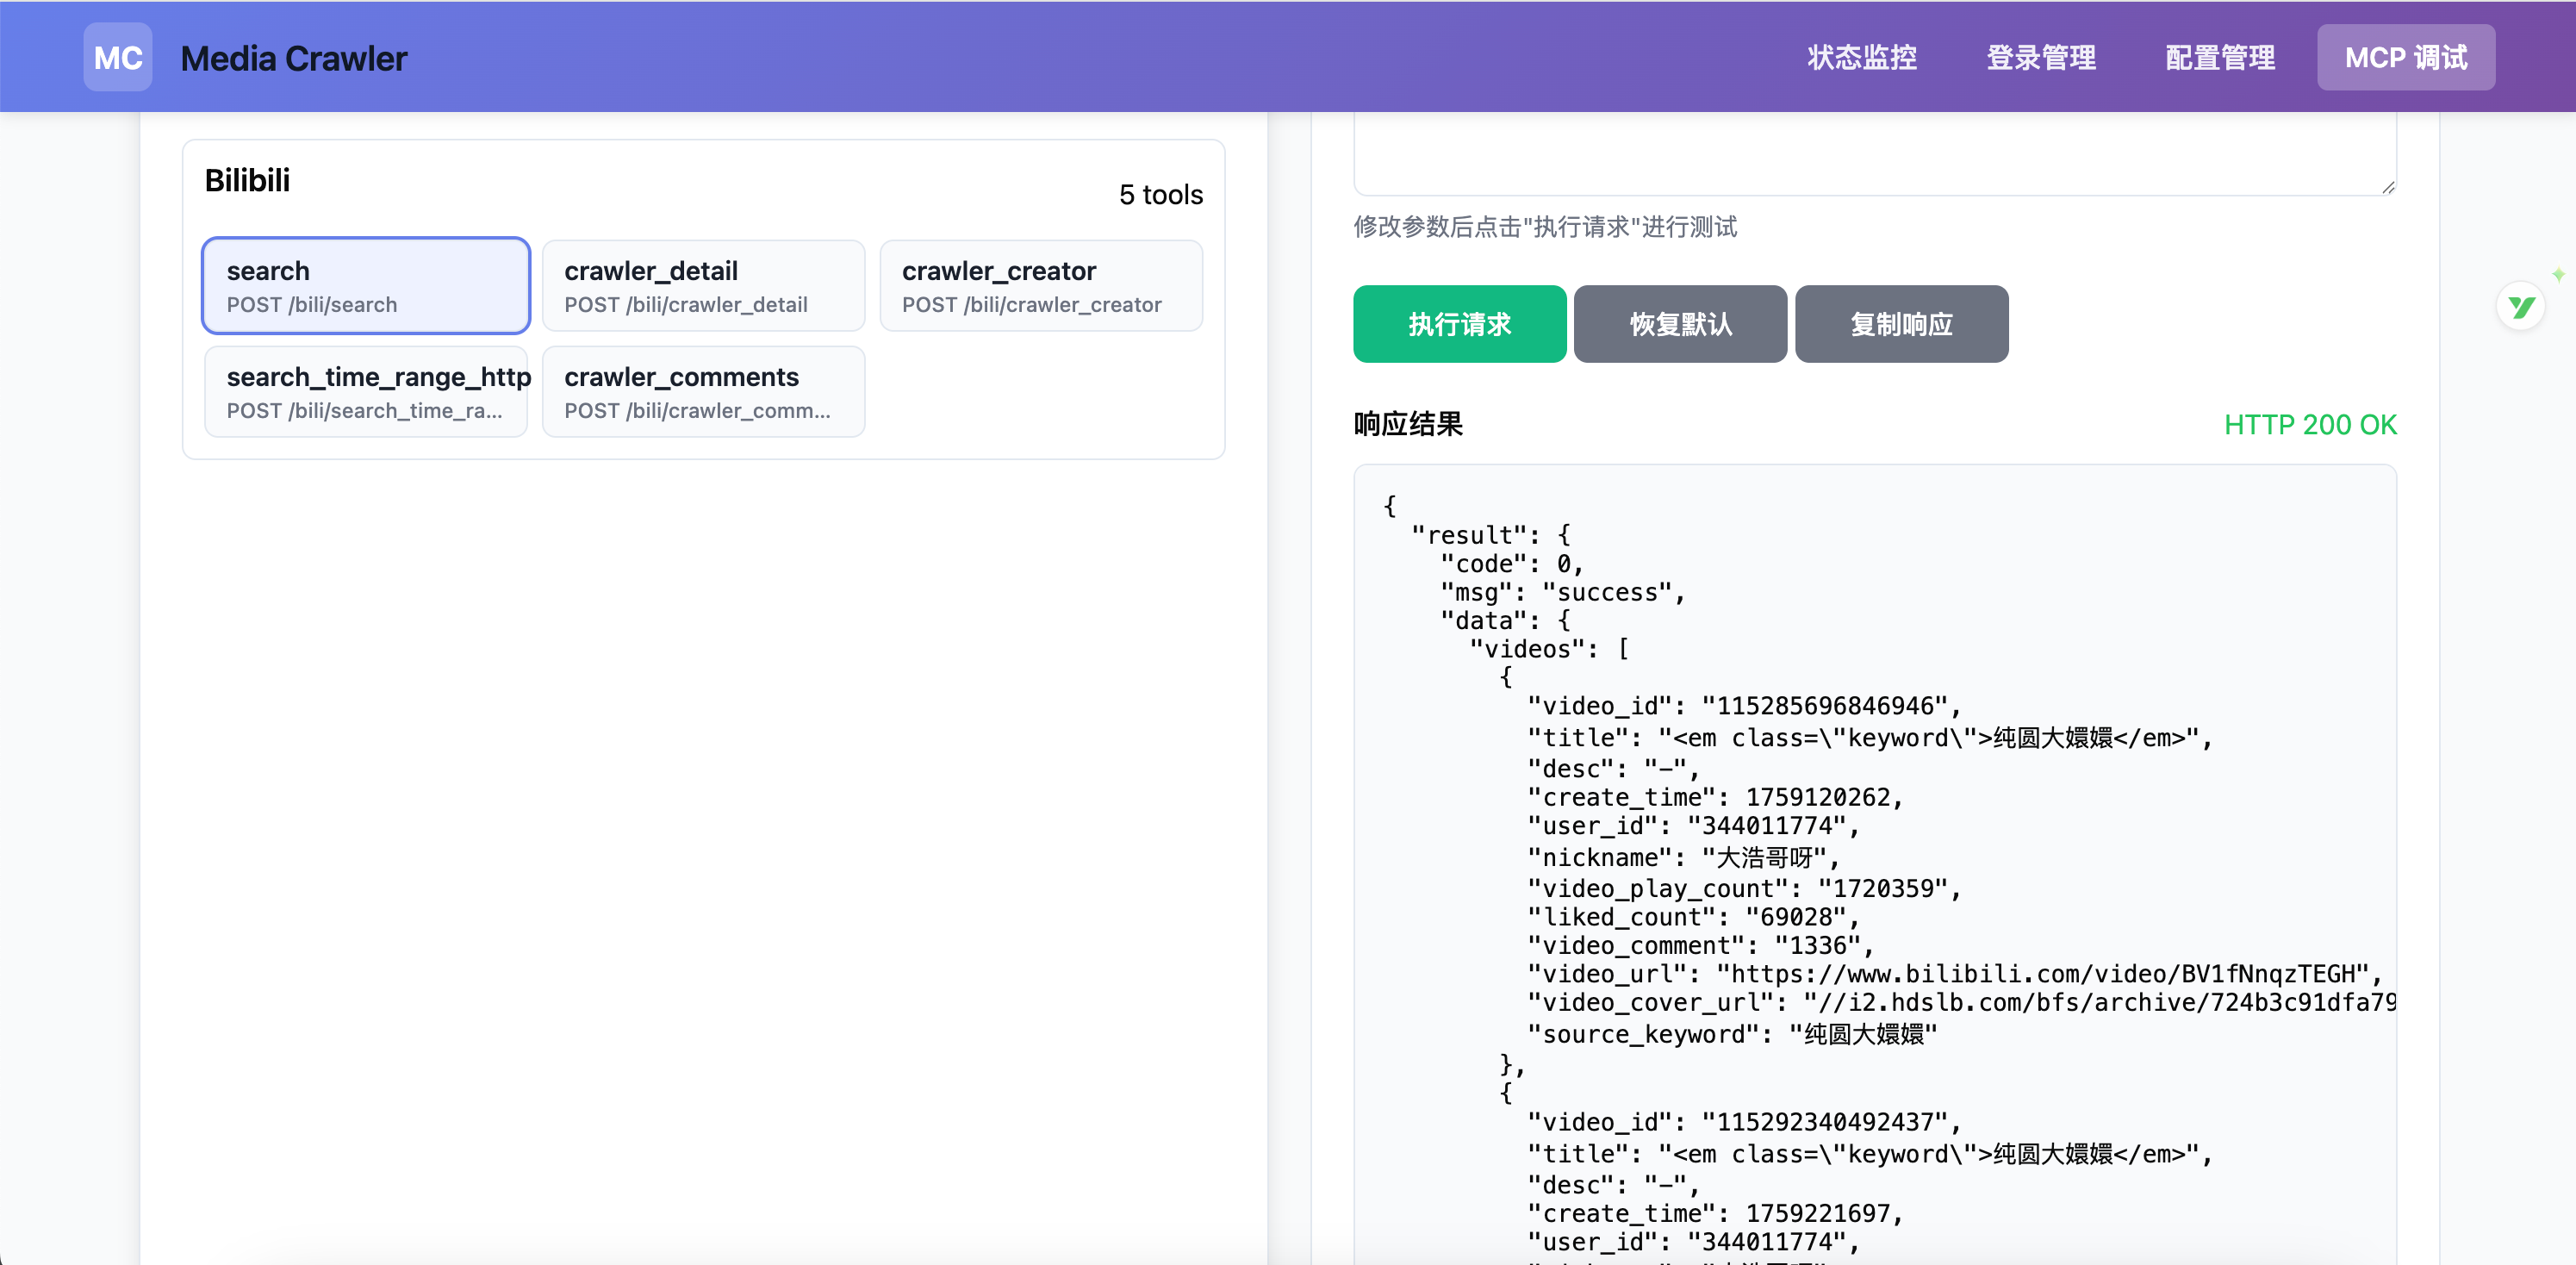 MC Media Crawler 状态监控 登录管理 配置管理 MCP 调试
Bilibili
5 tools
search
POST /bili/search
crawler_detail
POST /bili/crawler_detail
crawler_creator
POST /bili/crawler_creator
search_time_range_http
POST /bili/search_time_ra...
crawler_comments
POST /bili/crawler_comm...
修改参数后点击"执行请求"进行测试
执行请求 恢复默认 复制响应
响应结果 HTTP 200 OK
{
"result": {
"code": 0,
"msg": "success",
"data": {
"videos": [
{
"video_id": "115285696846946",
"title": "<em class=\"keyword\">纯圆大嬛嬛</em>",
"desc": "-",
"create_time": 1759120262,
"user_id": "344011774",
"nickname": "大浩哥呀",
"video_play_count": "1720359",
"liked_count": "69028",
"video_comment": "1336",
"video_url": "https://www.bilibili.com/video/BV1fNnqzTEGH",
"video_cover_url": "//i2.hdslb.com/bfs/archive/724b3c91dfa79
"source_keyword": "纯圆大嬛嬛"
},
{
"video_id": "115292340492437",
"title": "<em class=\"keyword\">纯圆大嬛嬛</em>",
"desc": "-",
"create_time": 1759221697,
"user_id": "344011774",